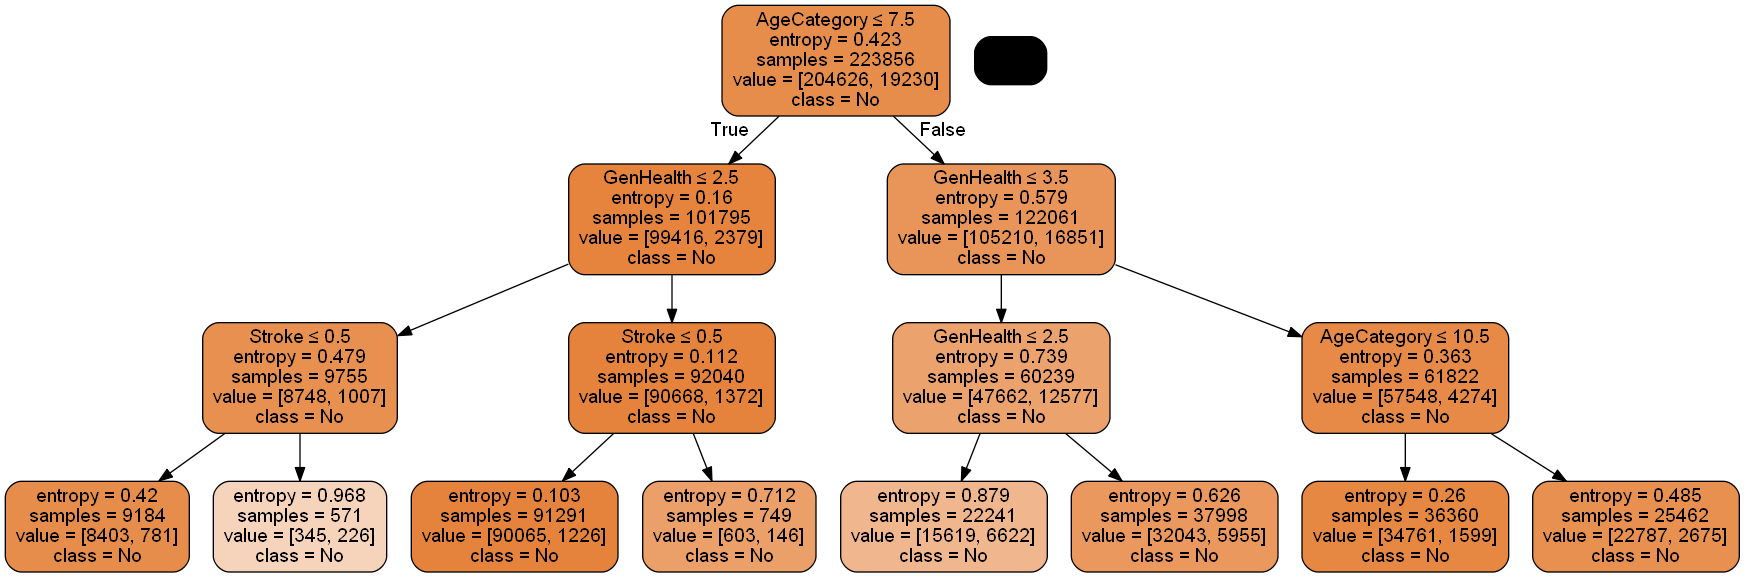 AgeCategory ≤ 7.5
entropy = 0.423
samples = 223856
value = [204626, 19230]
class = No
True
False
GenHealth ≤ 2.5
entropy = 0.16
samples = 101795
value = [99416, 2379]
class = No
GenHealth ≤ 3.5
entropy = 0.579
samples = 122061
value = [105210, 16851]
class = No
Stroke ≤ 0.5
entropy = 0.479
samples = 9755
value = [8748, 1007]
class = No
Stroke ≤ 0.5
entropy = 0.112
samples = 92040
value = [90668, 1372]
class = No
GenHealth ≤ 2.5
entropy = 0.739
samples = 60239
value = [47662, 12577]
class = No
AgeCategory ≤ 10.5
entropy = 0.363
samples = 61822
value = [57548, 4274]
class = No
entropy = 0.42
samples = 9184
value = [8403, 781]
class = No
entropy = 0.968
samples = 571
value = [345, 226]
class = No
entropy = 0.103
samples = 91291
value = [90065, 1226]
class = No
entropy = 0.712
samples = 749
value = [603, 146]
class = No
entropy = 0.879
samples = 22241
value = [15619, 6622]
class = No
entropy = 0.626
samples = 37998
value = [32043, 5955]
class = No
entropy = 0.26
samples = 36360
value = [34761, 1599]
class = No
entropy = 0.485
samples = 25462
value = [22787, 2675]
class = No